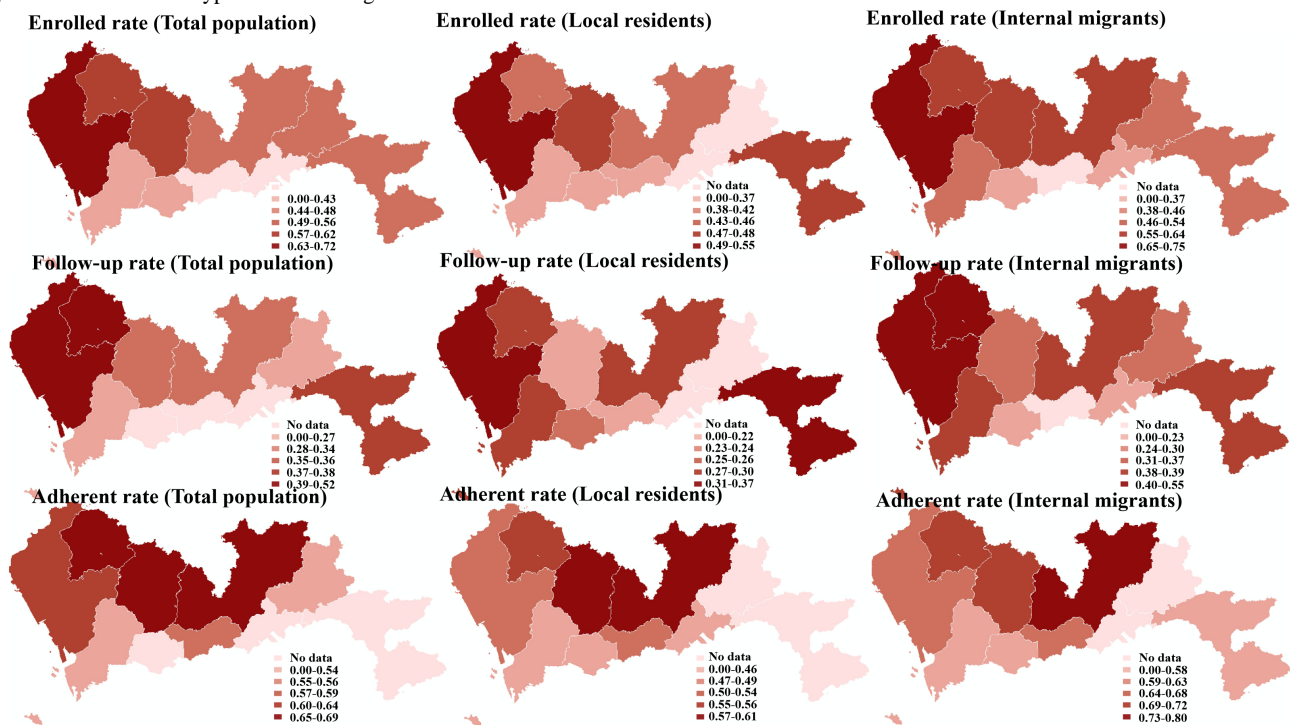 Enrolled rate (Total population)
0.00-0.43
0.44-0.48
0.49-0.56
0.57-0.62
0.63-0.72
Enrolled rate (Local residents)
No data
0.00-0.37
0.38-0.42
0.43-0.46
0.47-0.48
0.49-0.55
Enrolled rate (Internal migrants)
No data
0.00-0.37
0.38-0.46
0.46-0.54
0.55-0.64
0.65-0.75
Follow-up rate (Total population)
No data
0.00-0.27
0.28-0.34
0.35-0.36
0.37-0.38
0.39-0.52
Follow-up rate (Local residents)
No data
0.00-0.22
0.23-0.24
0.25-0.26
0.27-0.30
0.31-0.37
Follow-up rate (Internal migrants)
No data
0.00-0.23
0.24-0.30
0.31-0.37
0.38-0.39
0.40-0.55
Adherent rate (Total population)
No data
0.00-0.54
0.55-0.56
0.57-0.59
0.60-0.64
0.65-0.69
Adherent rate (Local residents)
No data
0.00-0.46
0.47-0.49
0.50-0.54
0.55-0.56
0.57-0.61
Adherent rate (Internal migrants)
No data
0.00-0.58
0.59-0.63
0.64-0.68
0.69-0.72
0.73-0.80